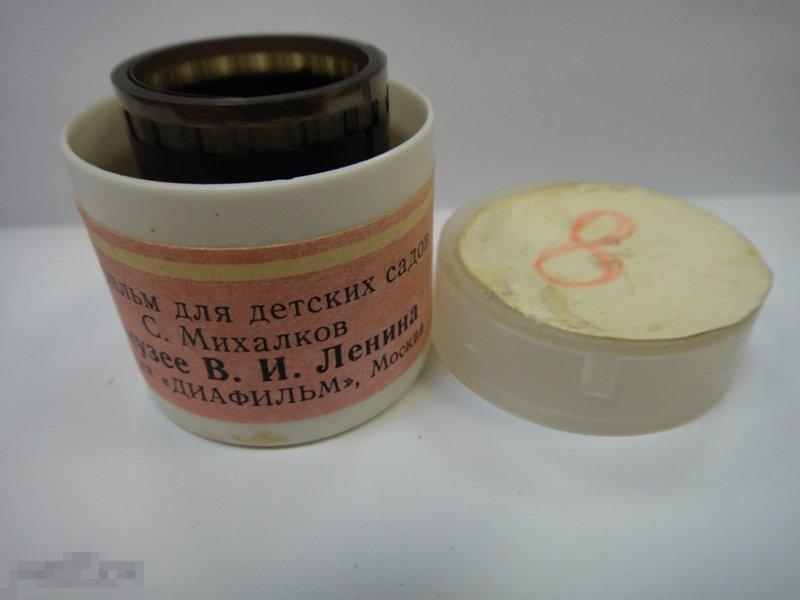 для детских садов
С. Михалков
В. И. Ленина
«ДИАФИЛЬМ», Москва
8